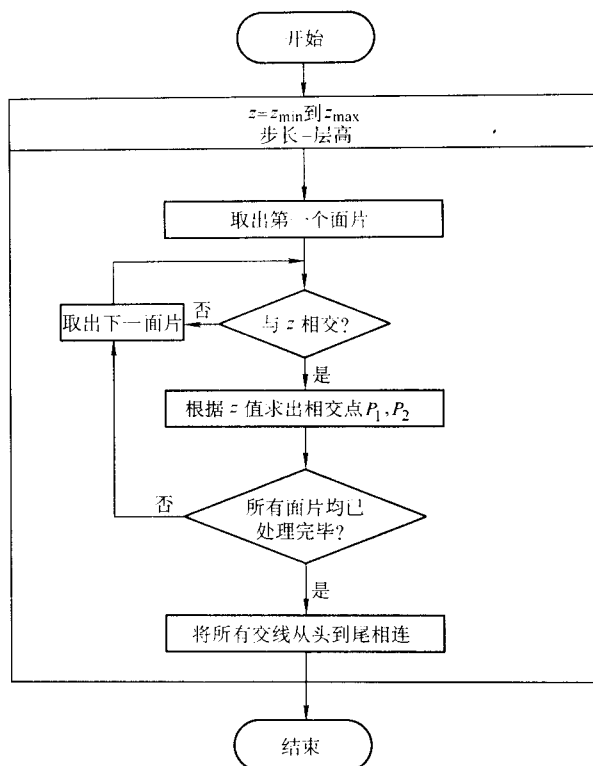 开始
z=zmin到zmax
步长=层高
取出第一个面片
取出下一面片
否
与 z 相交?
是
根据 z 值求出相交点P1,P2
否
所有面片均已
处理完毕?
是
将所有交线从头到尾相连
结束